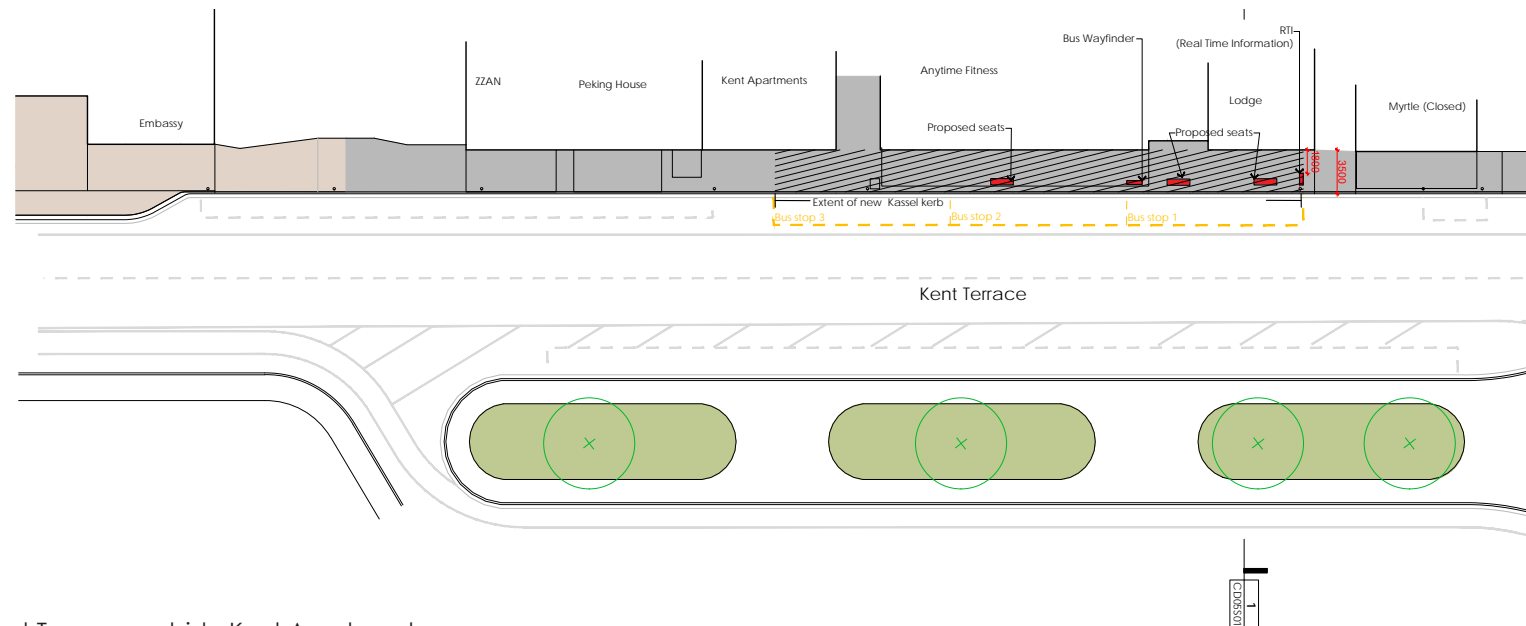 RTI
(Real Time Information)
Bus Wayfinder
Anytime Fitness
ZZAN
Peking House
Kent Apartments
Lodge
Myrtle (Closed)
Embassy
Proposed seats
Proposed seats
1800
3500
Extent of new Kassel kerb
Bus stop 3
Bus stop 2
Bus stop 1
Kent Terrace
1
CD05S01